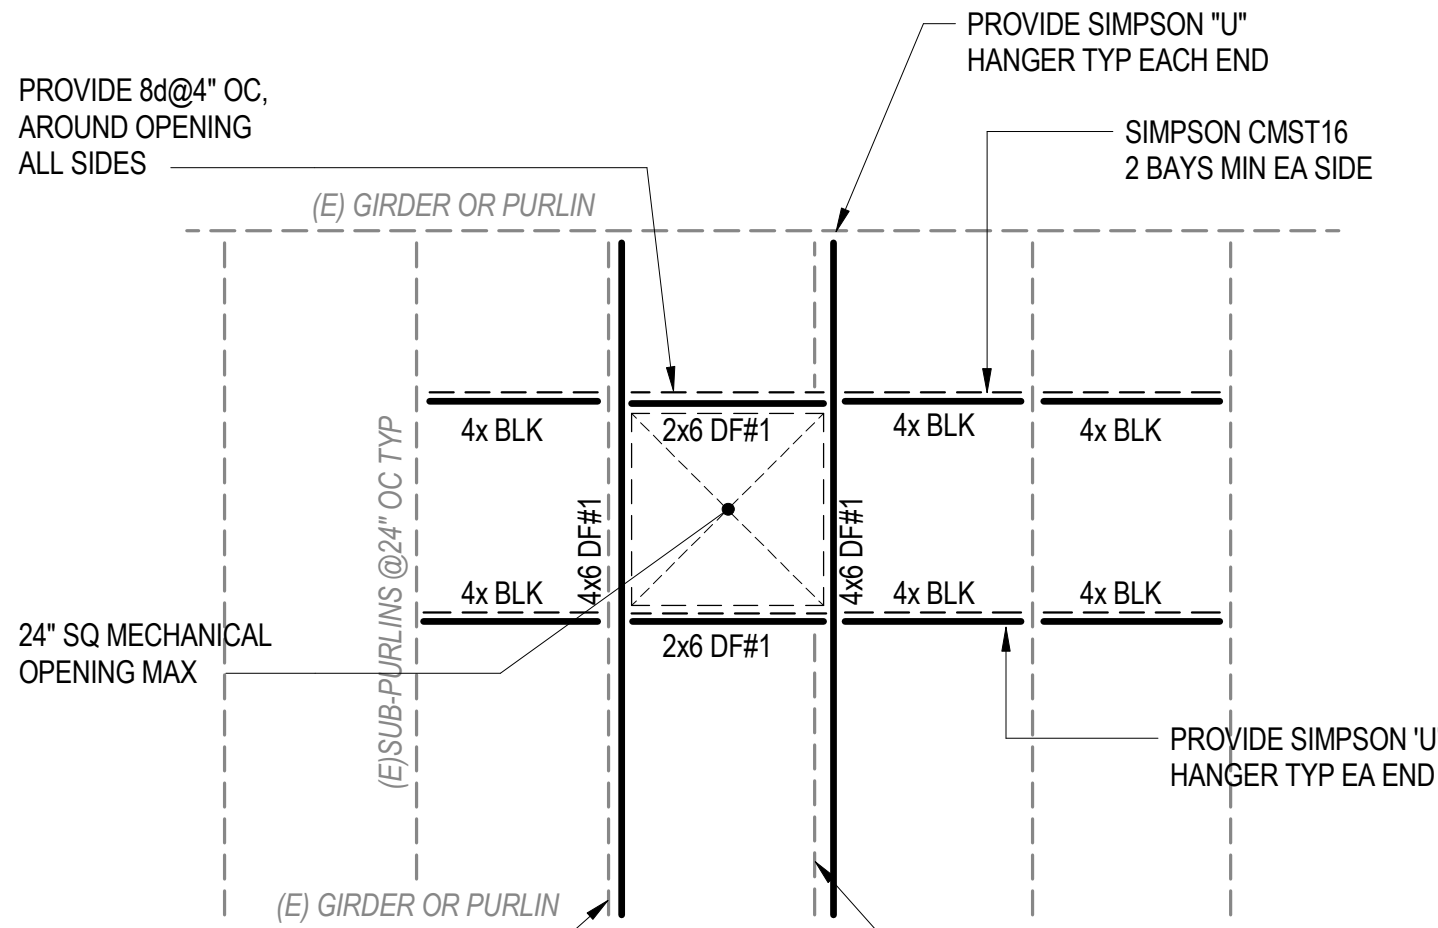 PROVIDE SIMPSON "U"
HANGER TYP EACH END
PROVIDE 8d@4" OC,
AROUND OPENING
ALL SIDES
SIMPSON CMST16
2 BAYS MIN EA SIDE
(E) GIRDER OR PURLIN
4x BLK
2x6 DF#1
4x BLK
4x BLK
(E)SUB-PURLINS @24" OC TYP
4x6 DF#1
4x6 DF#1
4x BLK
4x BLK
4x BLK
24" SQ MECHANICAL
OPENING MAX
2x6 DF#1
PROVIDE SIMPSON 'U
HANGER TYP EA END
(E) GIRDER OR PURLIN